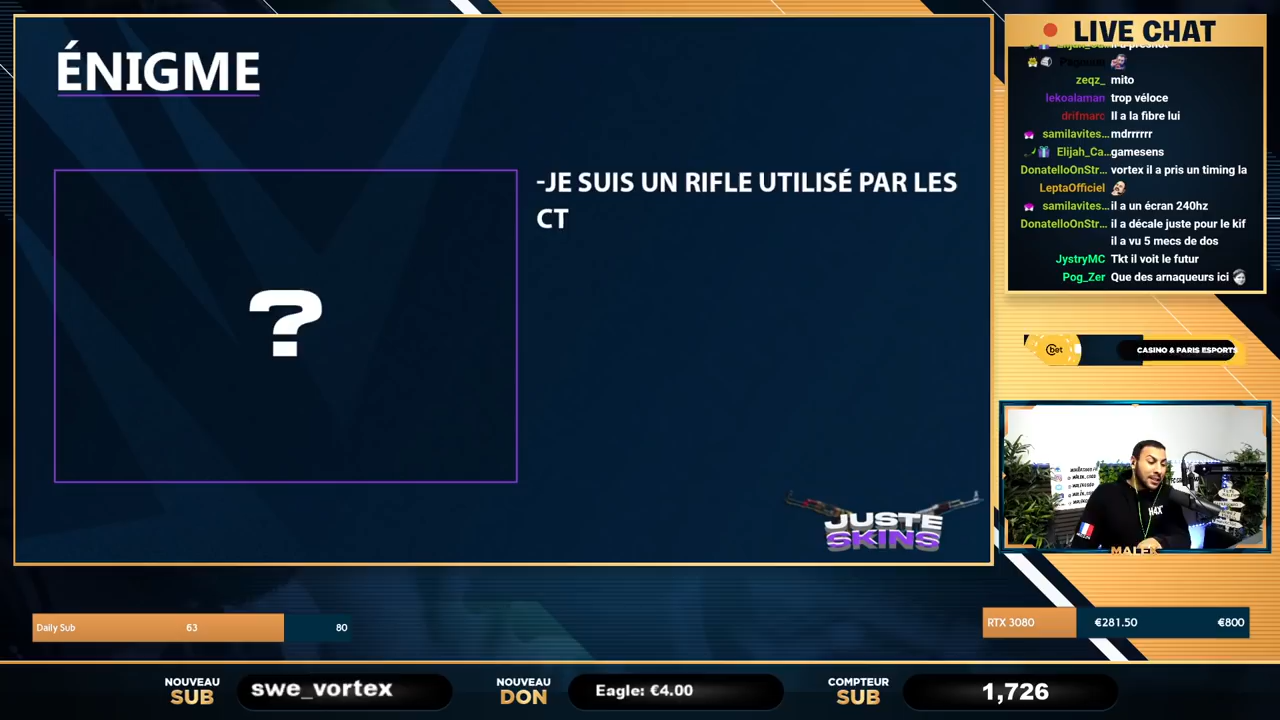 ÉNIGME
-JE SUIS UN RIFLE UTILISÉ PAR LES
CT
?
JUSTE
SKINS
LIVE CHAT
zeqz_ mito
lekoalaman trop véloce
drifmarc Il a la fibre lui
samilavites... mdrrrrrr
Elijah_Ca... gamesens
DonatelloOnStr... vortex il a pris un timing la
LeptaOfficiel
samilavites... il a un écran 240hz
DonatelloOnStr... il a décale juste pour le kif
il a vu 5 mecs de dos
JystryMC Tkt il voit le futur
Pog_Zer Que des arnaqueurs ici
bet
CASINO & PARIS ESPORTS
MALEK
Daily Sub 63 80
RTX 3080 €281.50 €800
NOUVEAU
SUB
swe_vortex
NOUVEAU
DON
Eagle: €4.00
COMPTEUR
SUB
1,726